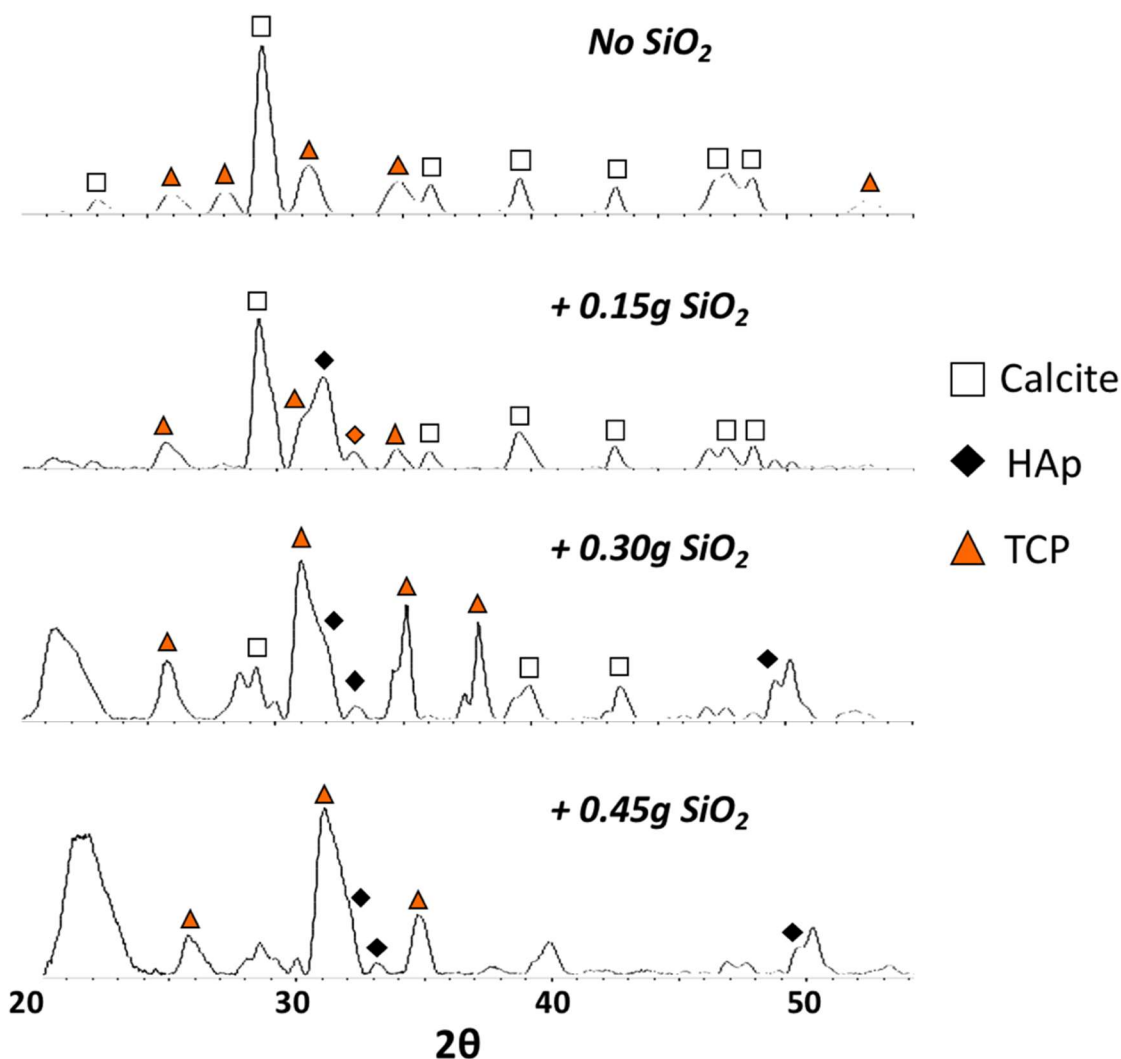 No SiO₂
+ 0.15g SiO₂
Calcite
HAp
+ 0.30g SiO₂
TCP
+ 0.45g SiO₂
20 30 40 50
2θ